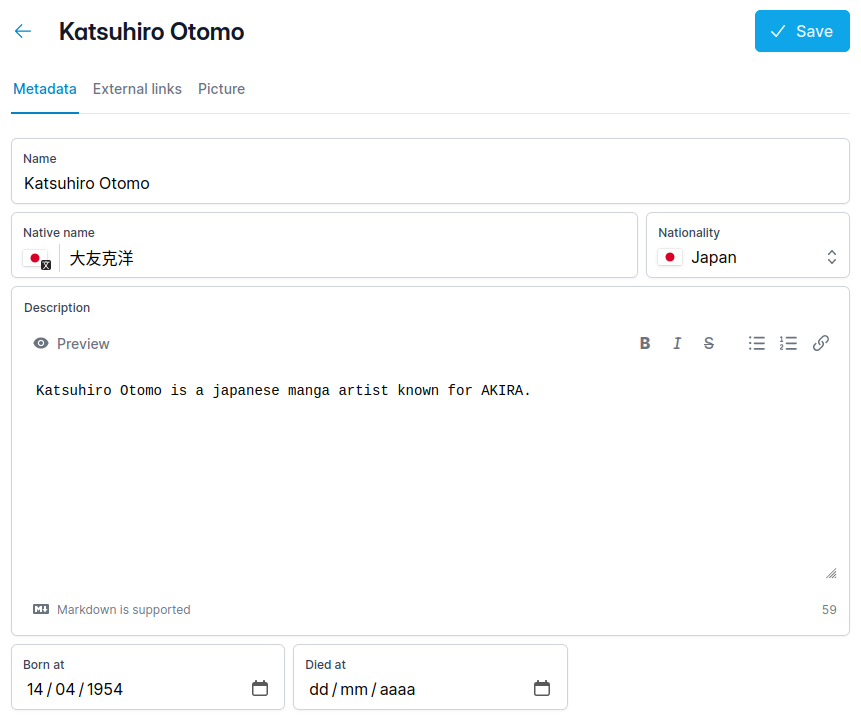 Katsuhiro Otomo
Save
Metadata External links Picture
Name
Katsuhiro Otomo
Native name
大友克洋
Nationality
Japan
Description
Preview B I S
Katsuhiro Otomo is a japanese manga artist known for AKIRA.
Markdown is supported 59
Born at
14/04/1954
Died at
dd/mm/aaaa